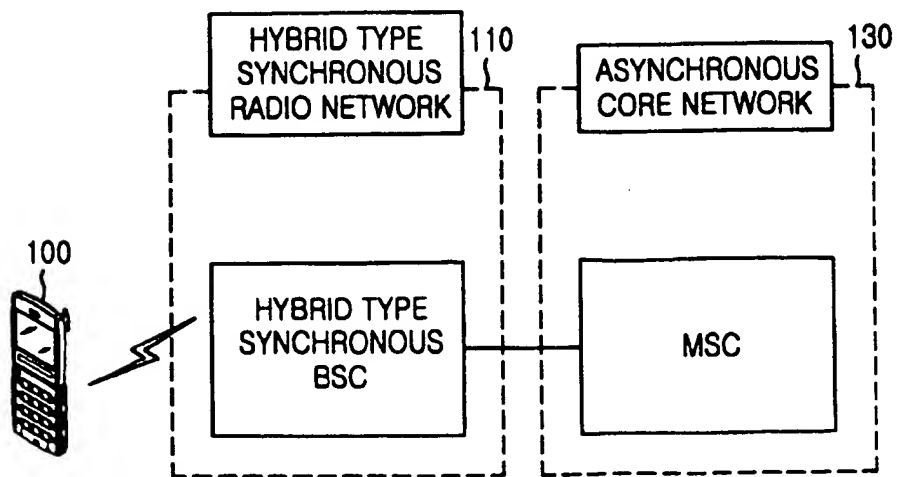 HYBRID TYPE
SYNCHRONOUS
RADIO NETWORK
110
ASYNCHRONOUS
CORE NETWORK
130
100
HYBRID TYPE
SYNCHRONOUS
BSC
MSC